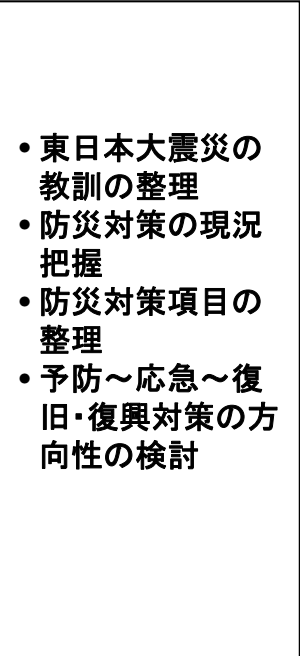 • 東日本大震災の
教訓の整理
• 防災対策の現況
把握
• 防災対策項目の
整理
• 予防～応急～復
旧・復興対策の方
向性の検討